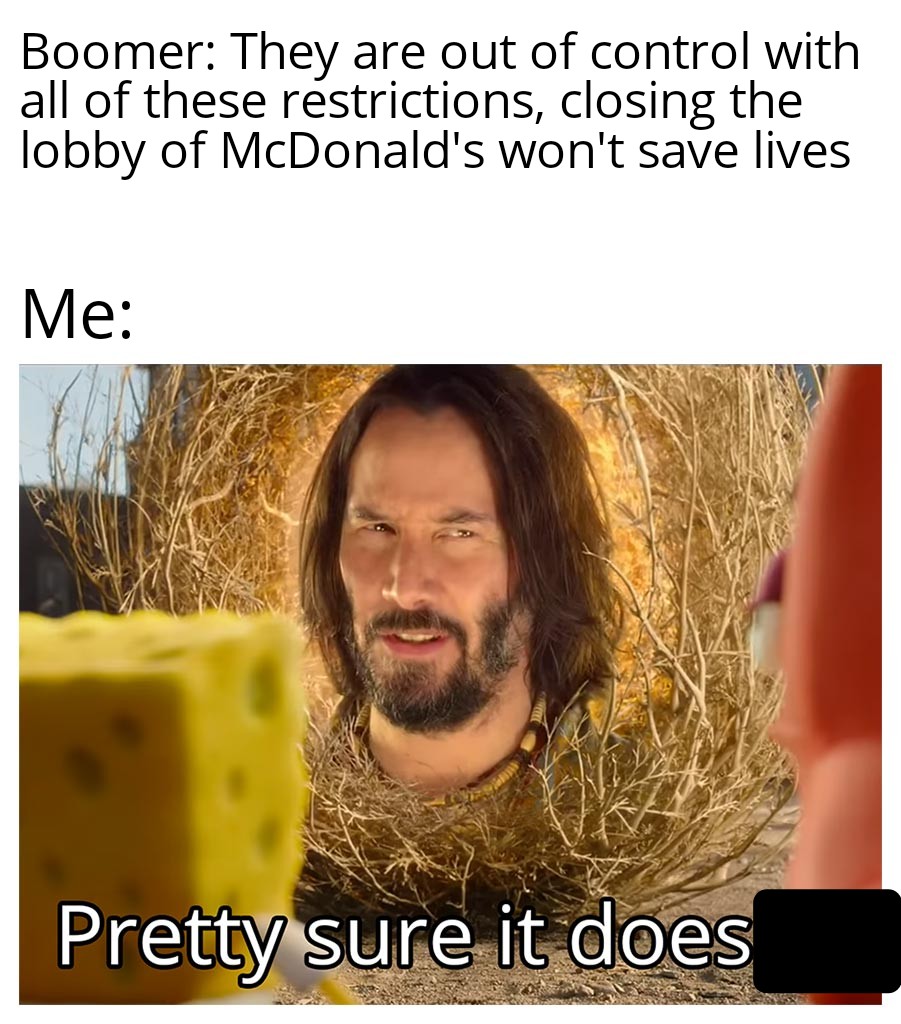 Boomer: They are out of control with
all of these restrictions, closing the
lobby of McDonald's won't save lives
Me:
Pretty sure it does